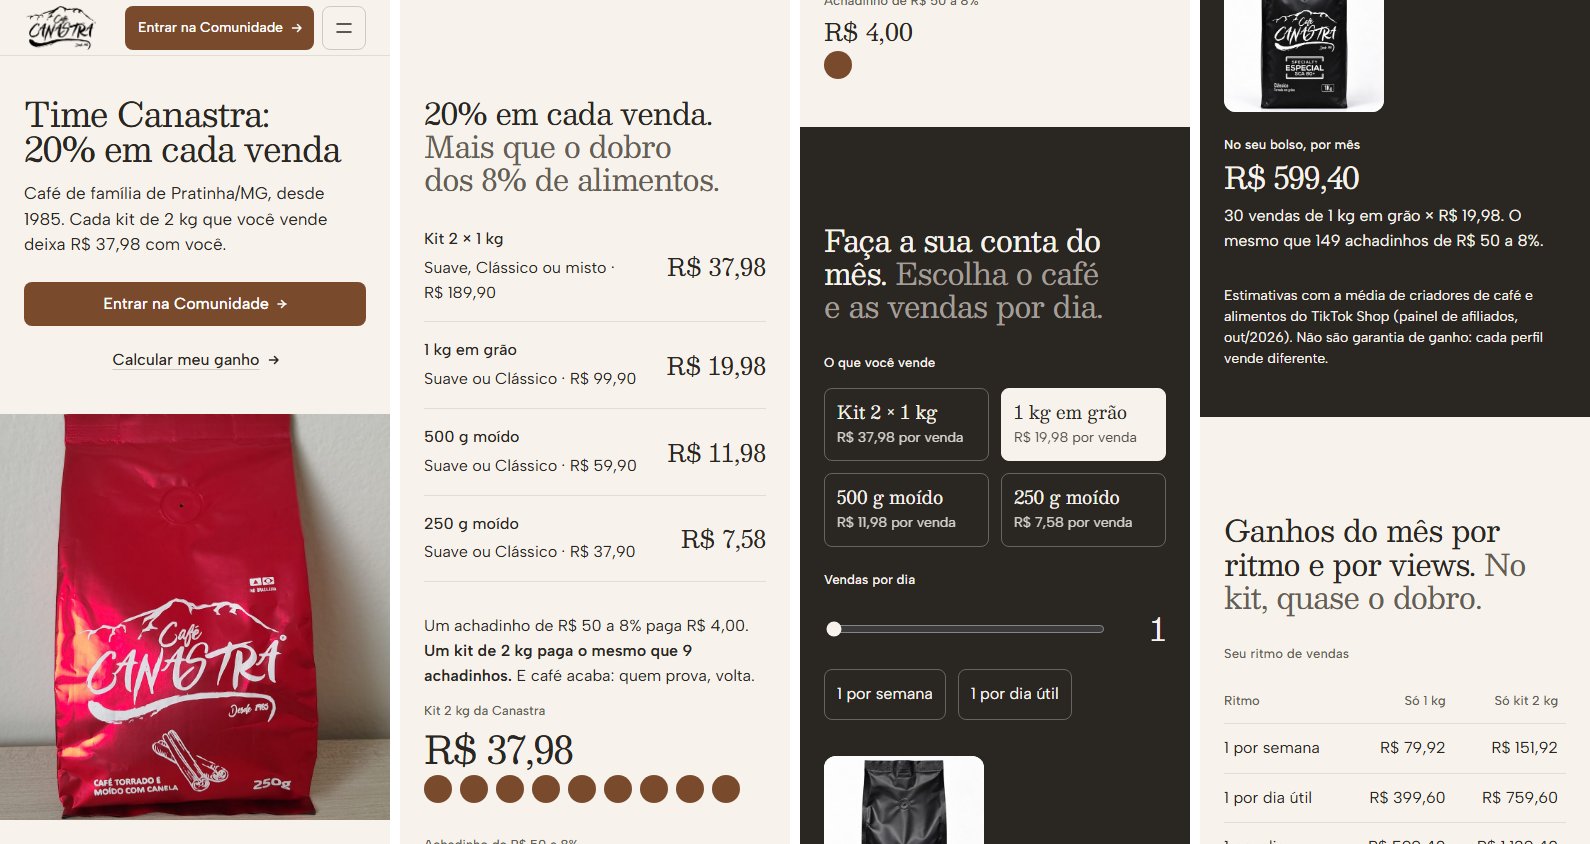 Café
CANASTRA
Desde 1985
Entrar na Comunidade →
Time Canastra:
20% em cada venda
Café de família de Pratinha/MG, desde
1985. Cada kit de 2 kg que você vende
deixa R$ 37,98 com você.
Entrar na Comunidade →
Calcular meu ganho →
Café
CANASTRA
Desde 1985
CAFÉ TORRADO E
MOÍDO COM CANELA
250g
20% em cada venda.
Mais que o dobro
dos 8% de alimentos.
Kit 2 × 1 kg
Suave, Clássico ou misto ·
R$ 189,90
R$ 37,98
1 kg em grão
Suave ou Clássico · R$ 99,90
R$ 19,98
500 g moído
Suave ou Clássico · R$ 59,90
R$ 11,98
250 g moído
Suave ou Clássico · R$ 37,90
R$ 7,58
Um achadinho de R$ 50 a 8% paga R$ 4,00.
Um kit de 2 kg paga o mesmo que 9
achadinhos. E café acaba: quem prova, volta.
Kit 2 kg da Canastra
R$ 37,98
Achadinho de R$ 50 a 8%
Achadinho de R$ 50 a 8%
R$ 4,00
Faça a sua conta do
mês. Escolha o café
e as vendas por dia.
O que você vende
Kit 2 × 1 kg
R$ 37,98 por venda
1 kg em grão
R$ 19,98 por venda
500 g moído
R$ 11,98 por venda
250 g moído
R$ 7,58 por venda
Vendas por dia
1
1 por semana
1 por dia útil
Café
CANASTRA
SPECIALTY
ESPECIAL
SCA 80+
Clássico
1Kg
No seu bolso, por mês
R$ 599,40
30 vendas de 1 kg em grão × R$ 19,98. O
mesmo que 149 achadinhos de R$ 50 a 8%.
Estimativas com a média de criadores de café e
alimentos do TikTok Shop (painel de afiliados,
out/2026). Não são garantia de ganho: cada perfil
vende diferente.
Ganhos do mês por
ritmo e por views. No
kit, quase o dobro.
Seu ritmo de vendas
Ritmo Só 1 kg Só kit 2 kg
1 por semana R$ 79,92 R$ 151,92
1 por dia útil R$ 399,60 R$ 759,60